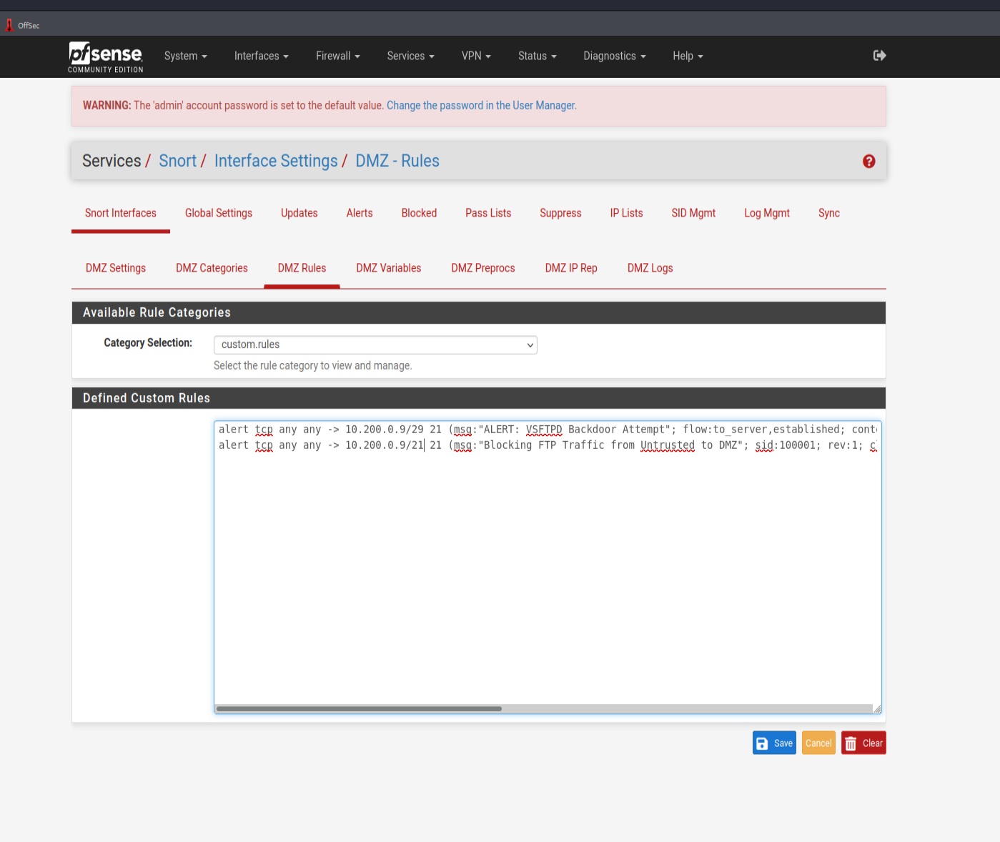 OffSec
pfsense
COMMUNITY EDITION
System Interfaces Firewall Services VPN Status Diagnostics Help
WARNING: The 'admin' account password is set to the default value. Change the password in the User Manager.
Services / Snort / Interface Settings / DMZ - Rules
Snort Interfaces Global Settings Updates Alerts Blocked Pass Lists Suppress IP Lists SID Mgmt Log Mgmt Sync
DMZ Settings DMZ Categories DMZ Rules DMZ Variables DMZ Preprocs DMZ IP Rep DMZ Logs
Available Rule Categories
Category Selection: custom.rules
Select the rule category to view and manage.
Defined Custom Rules
alert tcp any any -> 10.200.0.9/29 21 (msg:"ALERT: VSFTPD Backdoor Attempt"; flow:to_server,established; cont
alert tcp any any -> 10.200.0.9/21 21 (msg:"Blocking FTP Traffic from Untrusted to DMZ"; sid:100001; rev:1; c
Save Cancel Clear